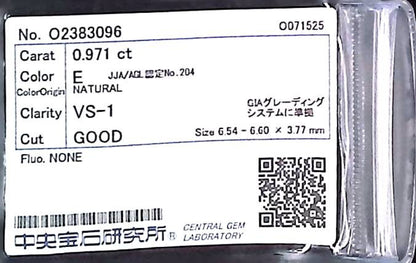 No. O2383096 O071525
Carat 0.971 ct
Color E JJA/AGL認定No.204
ColorOrigin NATURAL
Clarity VS-1 GIAグレーディング
システムに準拠
Cut GOOD Size 6.54 - 6.60 × 3.77 mm
Fluo. NONE
中央宝石研究所® CENTRAL GEM
LABORATORY